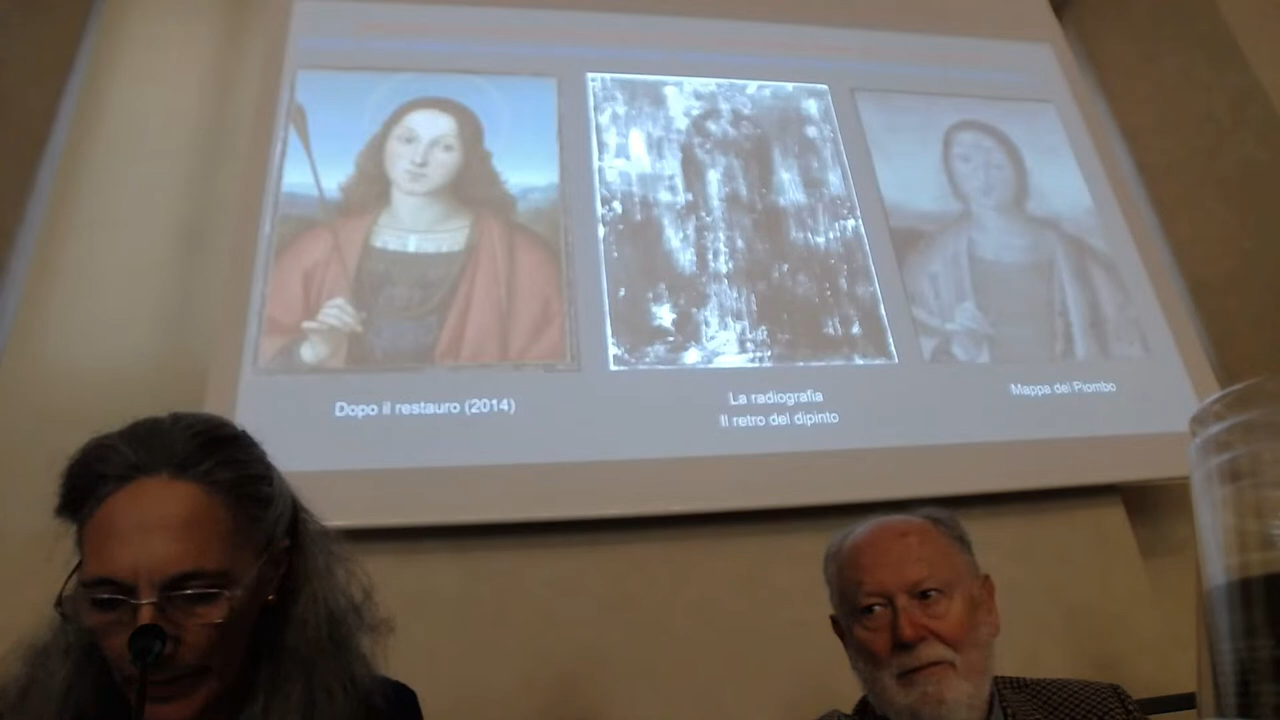 Dopo il restauro (2014)
La radiografia
Il retro del dipinto
Mappa del Piombo